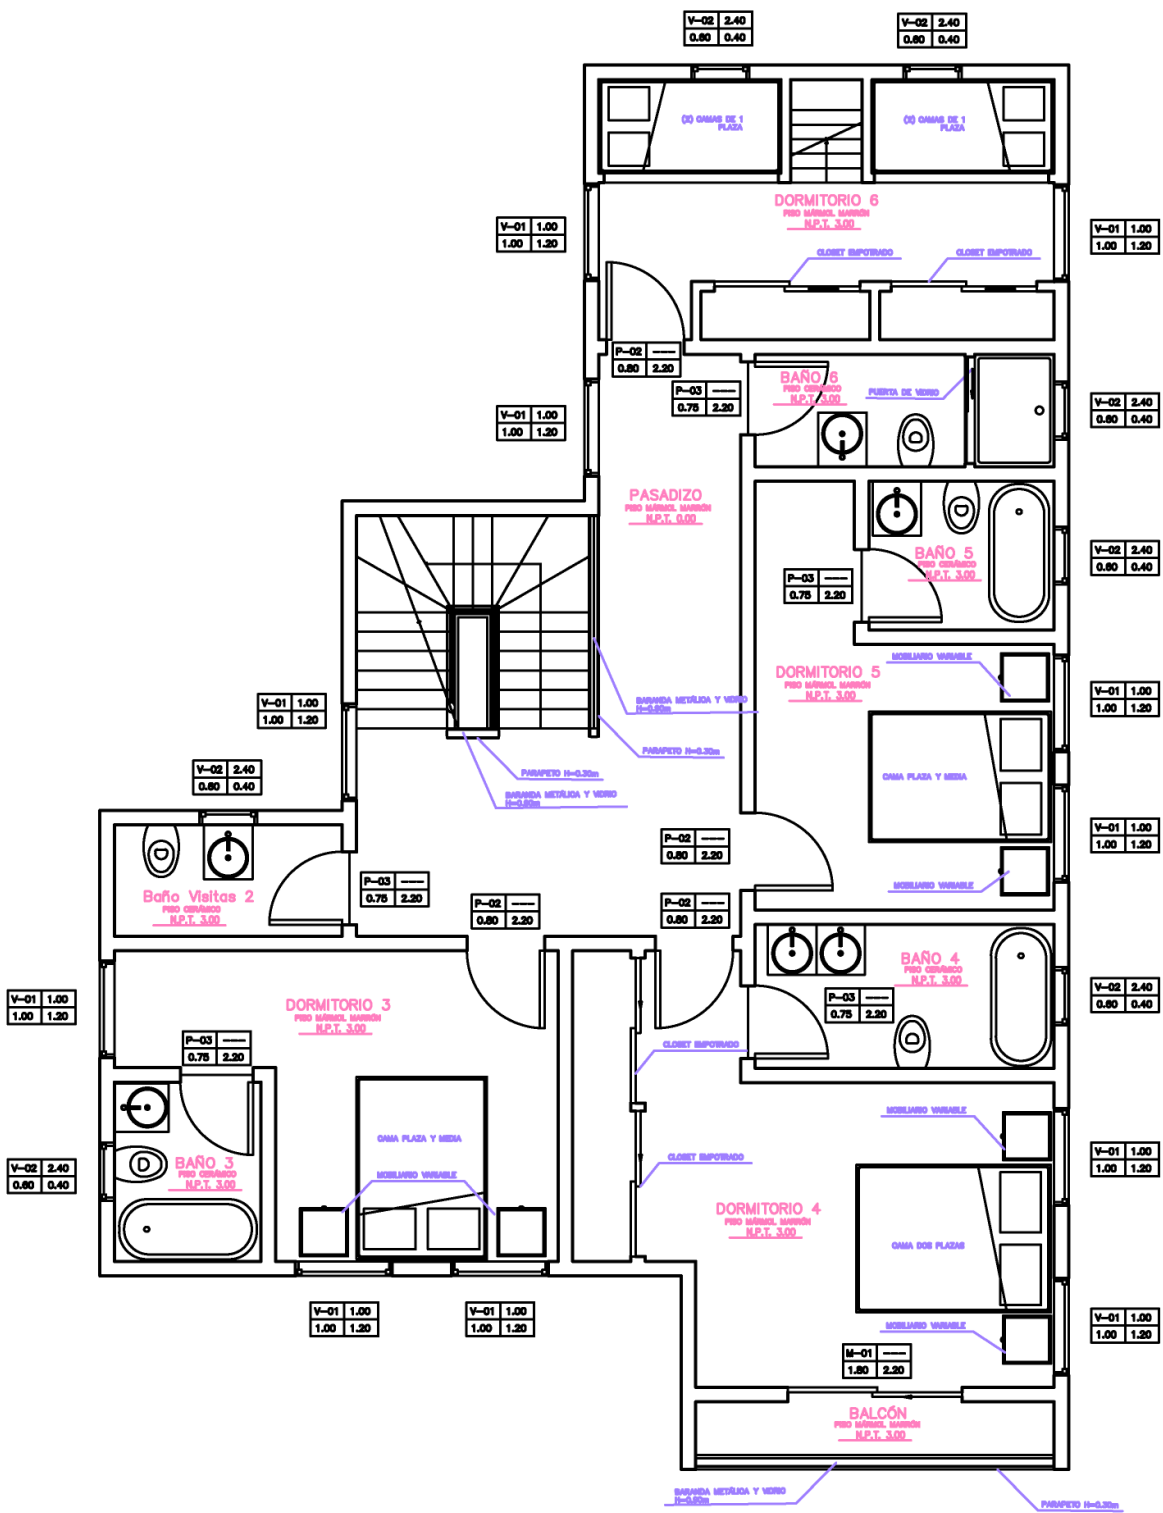 V-02 2.40
0.60 0.40
V-02 2.40
0.60 0.40
(2) CAMAS DE 1
PLAZA
(2) CAMAS DE 1
PLAZA
DORMITORIO 6
PISO MÁRMOL MARRÓN
N.P.T. 3.00
V-01 1.00
1.00 1.20
V-01 1.00
1.00 1.20
CLOSET EMPOTRADO
CLOSET EMPOTRADO
P-02 ----
0.80 2.20
P-03 ----
0.75 2.20
BAÑO 6
PISO CERÁMICO
N.P.T. 3.00
PUERTA DE VIDRIO
V-02 2.40
0.60 0.40
V-01 1.00
1.00 1.20
PASADIZO
PISO MÁRMOL MARRÓN
N.P.T. 0.00
BAÑO 5
PISO CERÁMICO
N.P.T. 3.00
V-02 2.40
0.60 0.40
P-03 ----
0.75 2.20
MOBILIARIO VARIABLE
DORMITORIO 5
PISO MÁRMOL MARRÓN
N.P.T. 3.00
V-01 1.00
1.00 1.20
V-01 1.00
1.00 1.20
BARANDA METÁLICA Y VIDRIO
H=0.60m
PARAPETO H=0.30m
PARAPETO H=0.30m
BARANDA METÁLICA Y VIDRIO
H=0.60m
CAMA PLAZA Y MEDIA
V-02 2.40
0.60 0.40
V-01 1.00
1.00 1.20
P-02 ----
0.80 2.20
MOBILIARIO VARIABLE
Baño Visitas 2
PISO CERÁMICO
N.P.T. 3.00
P-03 ----
0.75 2.20
P-02 ----
0.80 2.20
P-02 ----
0.80 2.20
BAÑO 4
PISO CERÁMICO
N.P.T. 3.00
P-03 ----
0.75 2.20
V-02 2.40
0.60 0.40
V-01 1.00
1.00 1.20
DORMITORIO 3
PISO MÁRMOL MARRÓN
N.P.T. 3.00
P-03 ----
0.75 2.20
CLOSET EMPOTRADO
MOBILIARIO VARIABLE
CAMA PLAZA Y MEDIA
CLOSET EMPOTRADO
V-01 1.00
1.00 1.20
V-02 2.40
0.60 0.40
BAÑO 3
PISO CERÁMICO
N.P.T. 3.00
MOBILIARIO VARIABLE
DORMITORIO 4
PISO MÁRMOL MARRÓN
N.P.T. 3.00
CAMA DOS PLAZAS
V-01 1.00
1.00 1.20
V-01 1.00
1.00 1.20
MOBILIARIO VARIABLE
V-01 1.00
1.00 1.20
M-01 ----
1.80 2.20
BALCÓN
PISO MÁRMOL MARRÓN
N.P.T. 3.00
BARANDA METÁLICA Y VIDRIO
H=0.60m
PARAPETO H=0.30m